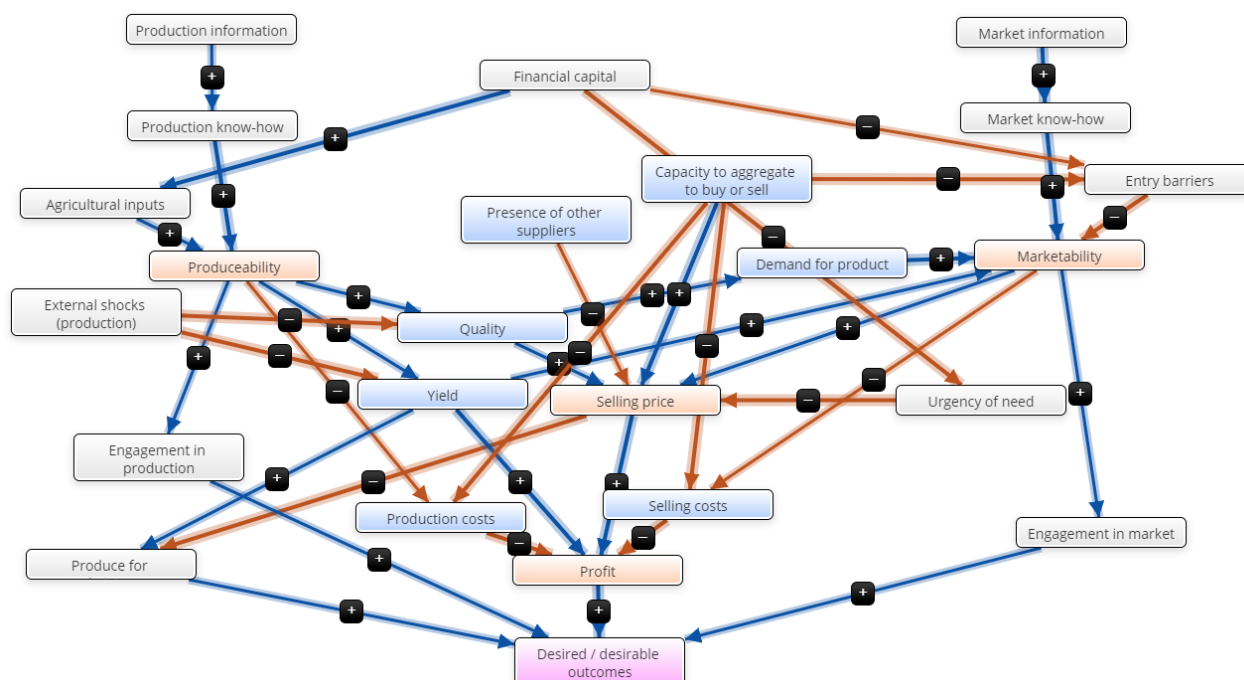 Production information
Market information
+
Financial capital
+
Production know-how
Market know-how
−
+
Capacity to aggregate
to buy or sell
Entry barriers
−
+
+
Agricultural inputs
−
Presence of other
suppliers
+
−
Marketability
Produceability
Demand for product
+
External shocks
(production)
+
+
−
+
−
+
Quality
+
+
+
−
−
−
+
+
−
−
Yield
−
Selling price
−
Urgency of need
+
Engagement in
production
−
+
+
Selling costs
Production costs
−
−
Engagement in market
Produce for
+
Profit
+
+
+
Desired / desirable
outcomes